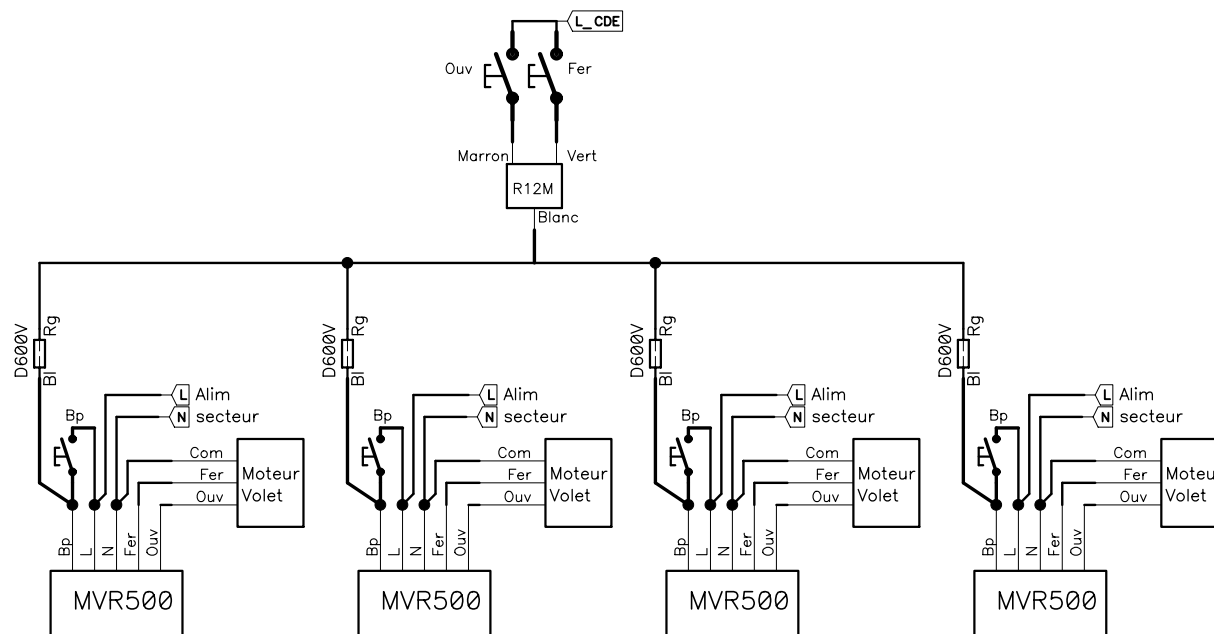 L_CDE
Ouv Fer
Marron Vert
R12M
Blanc
D600V Rg Bl D600V Rg Bl D600V Rg Bl D600V Rg Bl
L Alim L Alim L Alim L Alim
Bp N secteur Bp N secteur Bp N secteur Bp N secteur
Com Com Com Com
Fer Moteur Fer Moteur Fer Moteur Fer Moteur
Ouv Volet Ouv Volet Ouv Volet Ouv Volet
Bp L N Fer Ouv Bp L N Fer Ouv Bp L N Fer Ouv Bp L N Fer Ouv
MVR500 MVR500 MVR500 MVR500